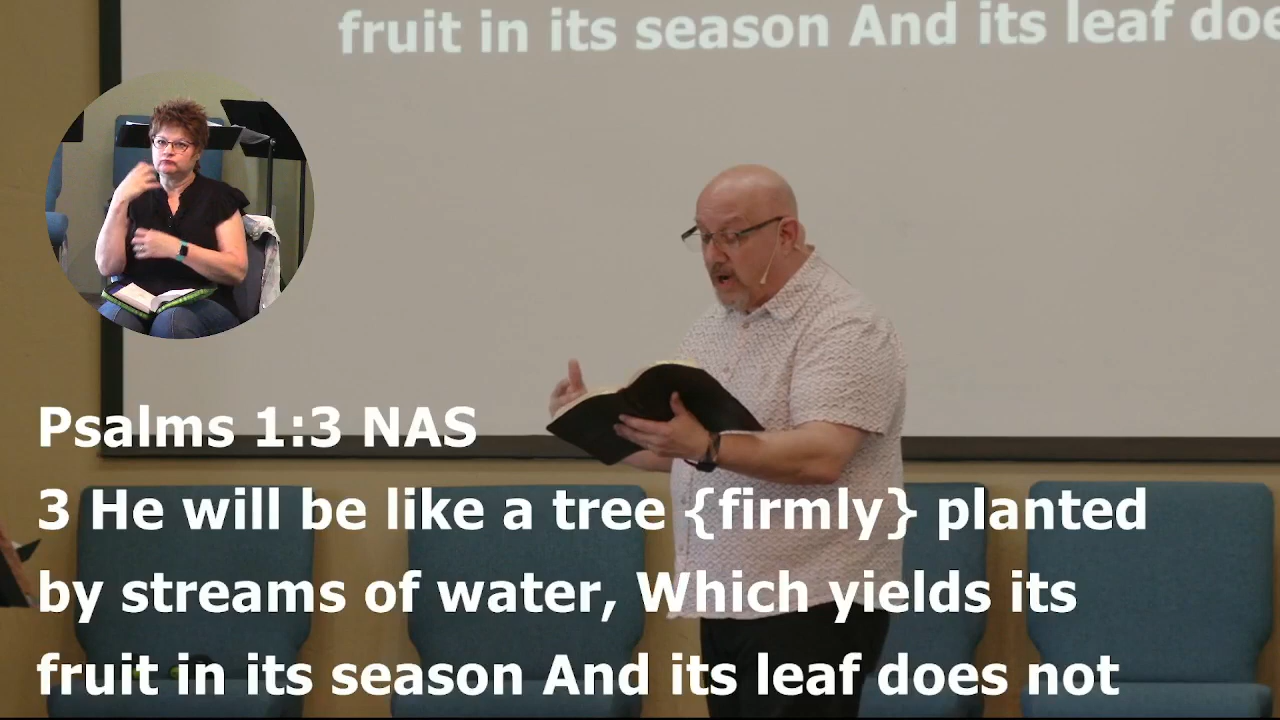 fruit in its season And its leaf doe
Psalms 1:3 NAS
3 He will be like a tree {firmly} planted
by streams of water, Which yields its
fruit in its season And its leaf does not